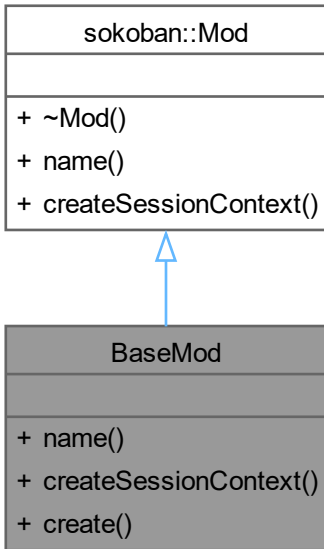 sokoban::Mod
+ ~Mod()
+ name()
+ createSessionContext()
BaseMod
+ name()
+ createSessionContext()
+ create()